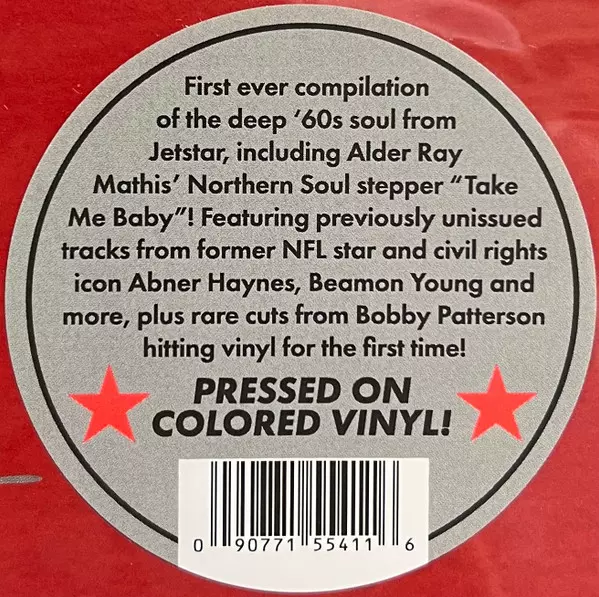 First ever compilation
of the deep '60s soul from
Jetstar, including Alder Ray
Mathis' Northern Soul stepper "Take
Me Baby"! Featuring previously unissued
tracks from former NFL star and civil rights
icon Abner Haynes, Beamon Young and
more, plus rare cuts from Bobby Patterson
hitting vinyl for the first time!
PRESSED ON
COLORED VINYL!
0 90771 55411 6